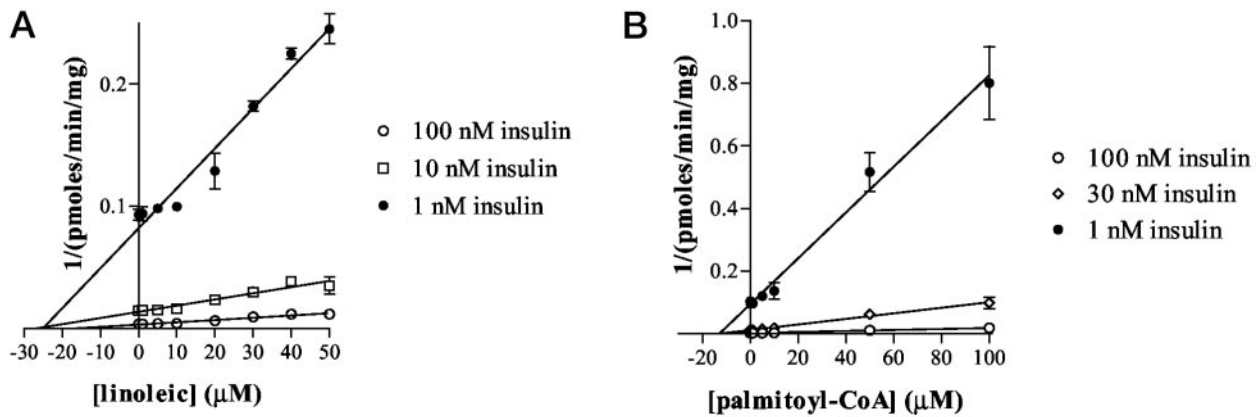 A
1/(pmoles/min/mg)
0.2
0.1
-30 -20 -10 0 10 20 30 40 50
[linoleic] (μM)
100 nM insulin
10 nM insulin
1 nM insulin
B
1/(pmoles/min/mg)
1.0
0.8
0.6
0.4
0.2
-20 0 20 40 60 80 100
[palmitoyl-CoA] (μM)
100 nM insulin
30 nM insulin
1 nM insulin